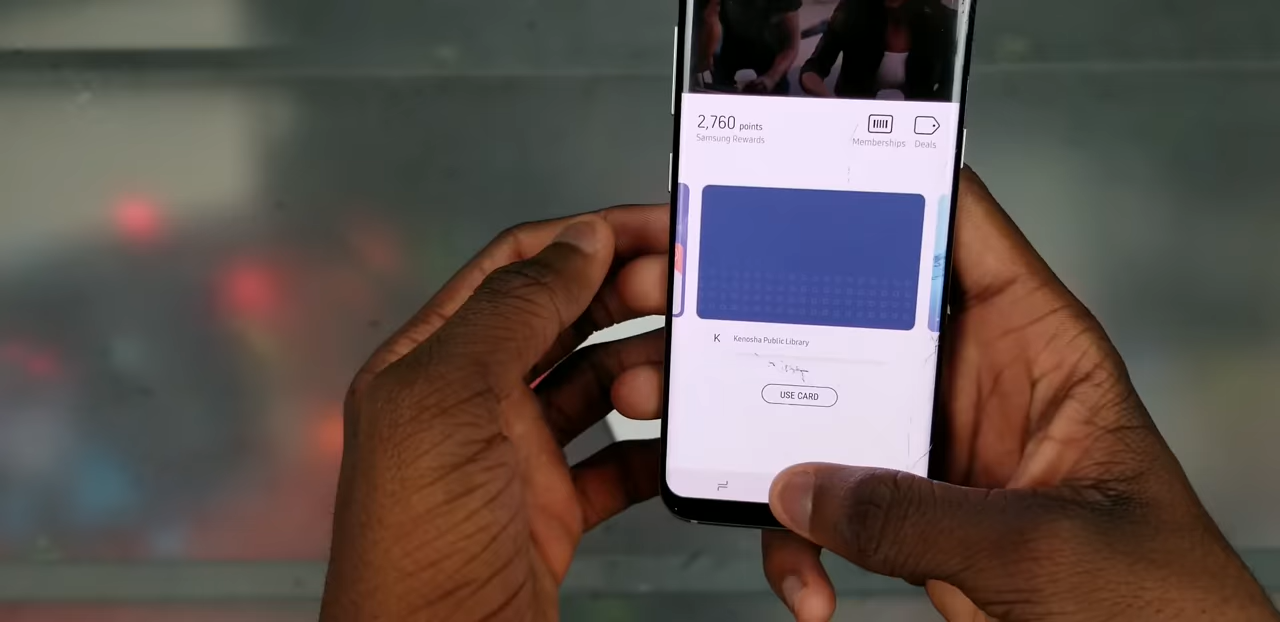 2,760 points
Samsung Rewards
Memberships
Deals
K Kenosha Public Library
USE CARD